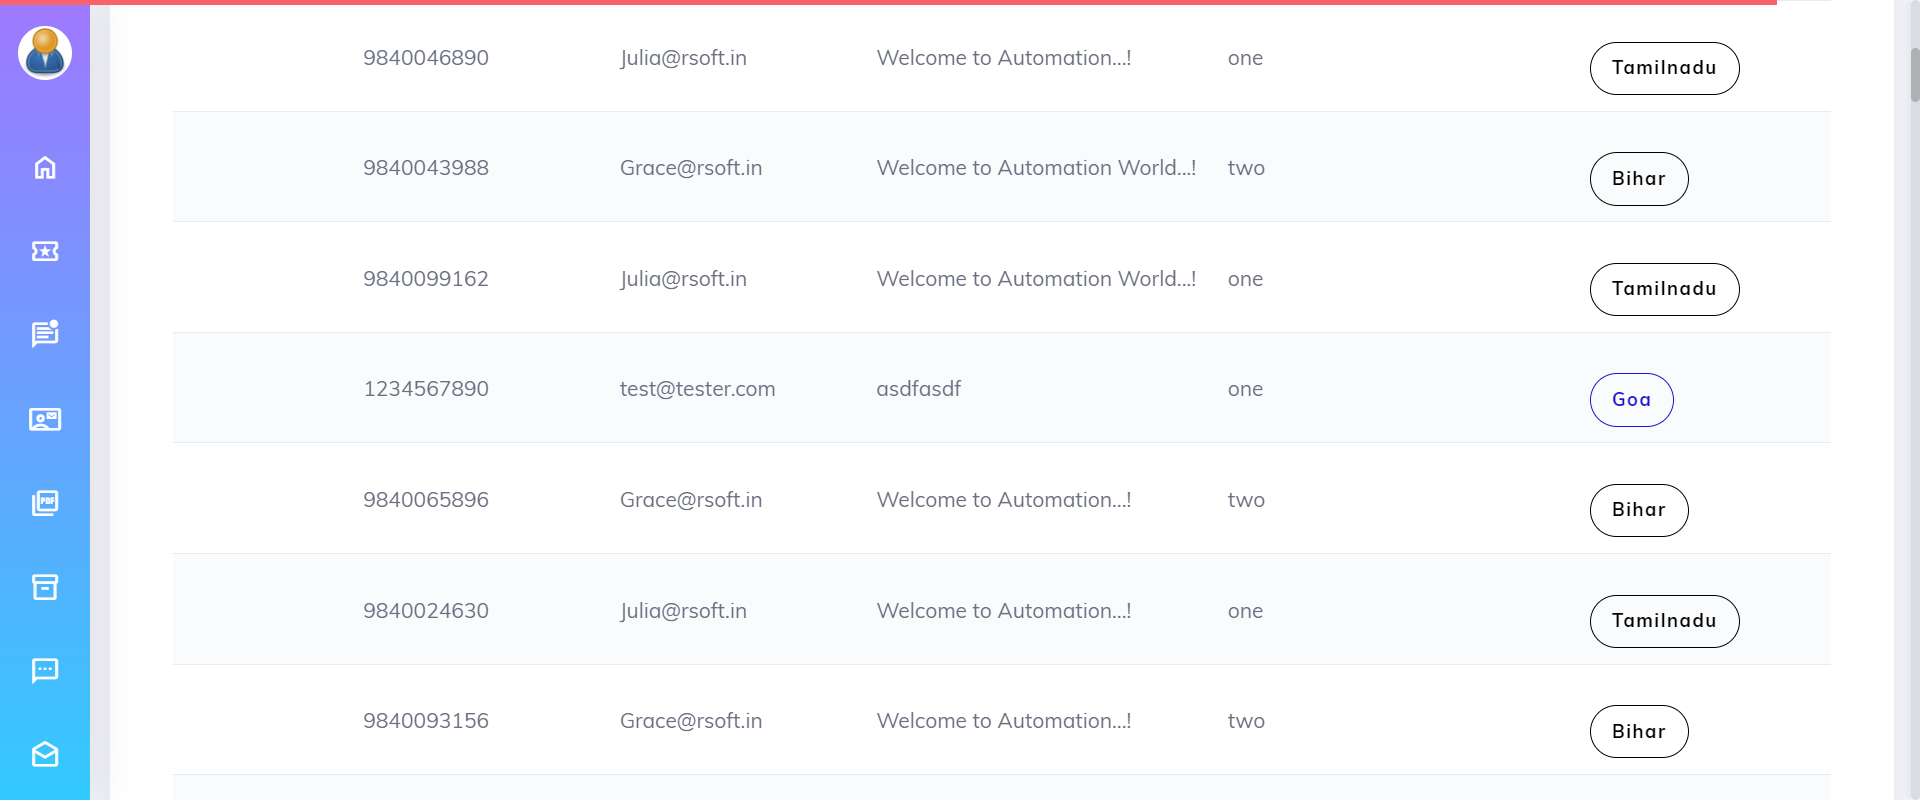 9840046890 Julia@rsoft.in Welcome to Automation...! one Tamilnadu
9840043988 Grace@rsoft.in Welcome to Automation World...! two Bihar
9840099162 Julia@rsoft.in Welcome to Automation World...! one Tamilnadu
1234567890 test@tester.com asdfasdf one Goa
PDF
9840065896 Grace@rsoft.in Welcome to Automation...! two Bihar
9840024630 Julia@rsoft.in Welcome to Automation...! one Tamilnadu
9840093156 Grace@rsoft.in Welcome to Automation...! two Bihar